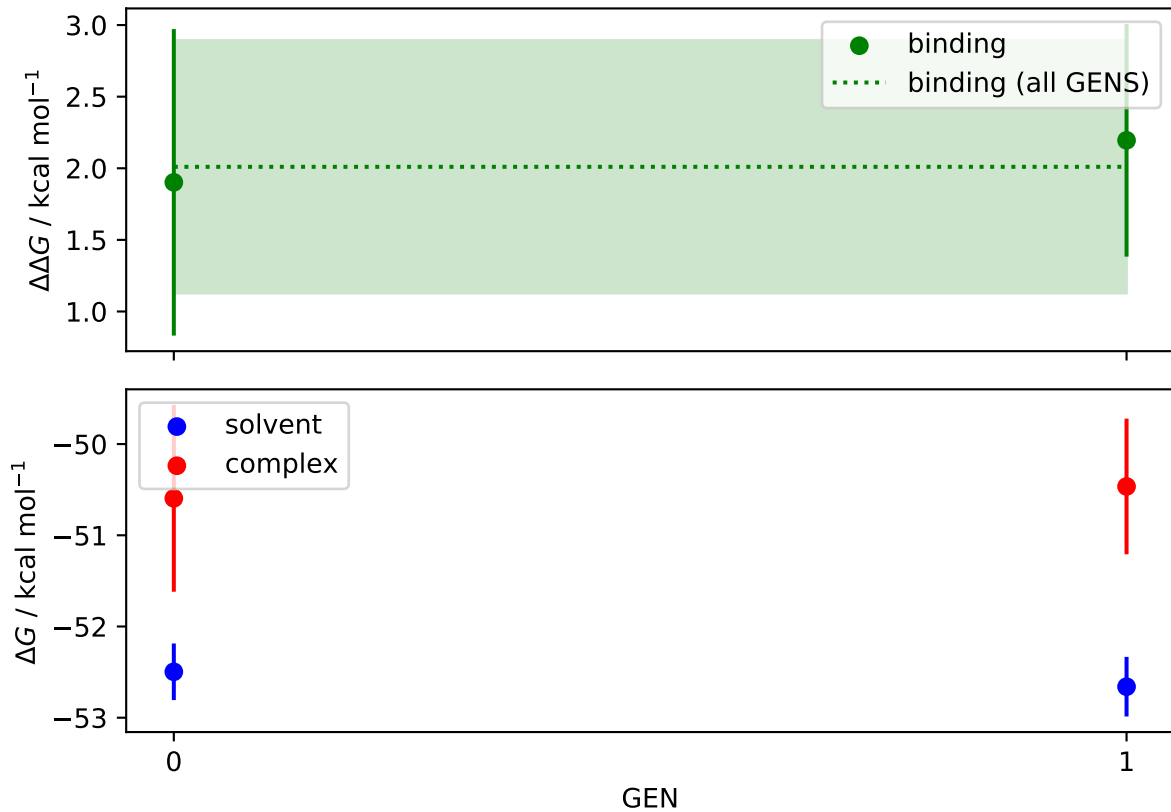 3.0
2.5
2.0
1.5
1.0
ΔΔG / kcal mol⁻¹
binding
binding (all GENS)
−50
−51
−52
−53
ΔG / kcal mol⁻¹
solvent
complex
0
1
GEN